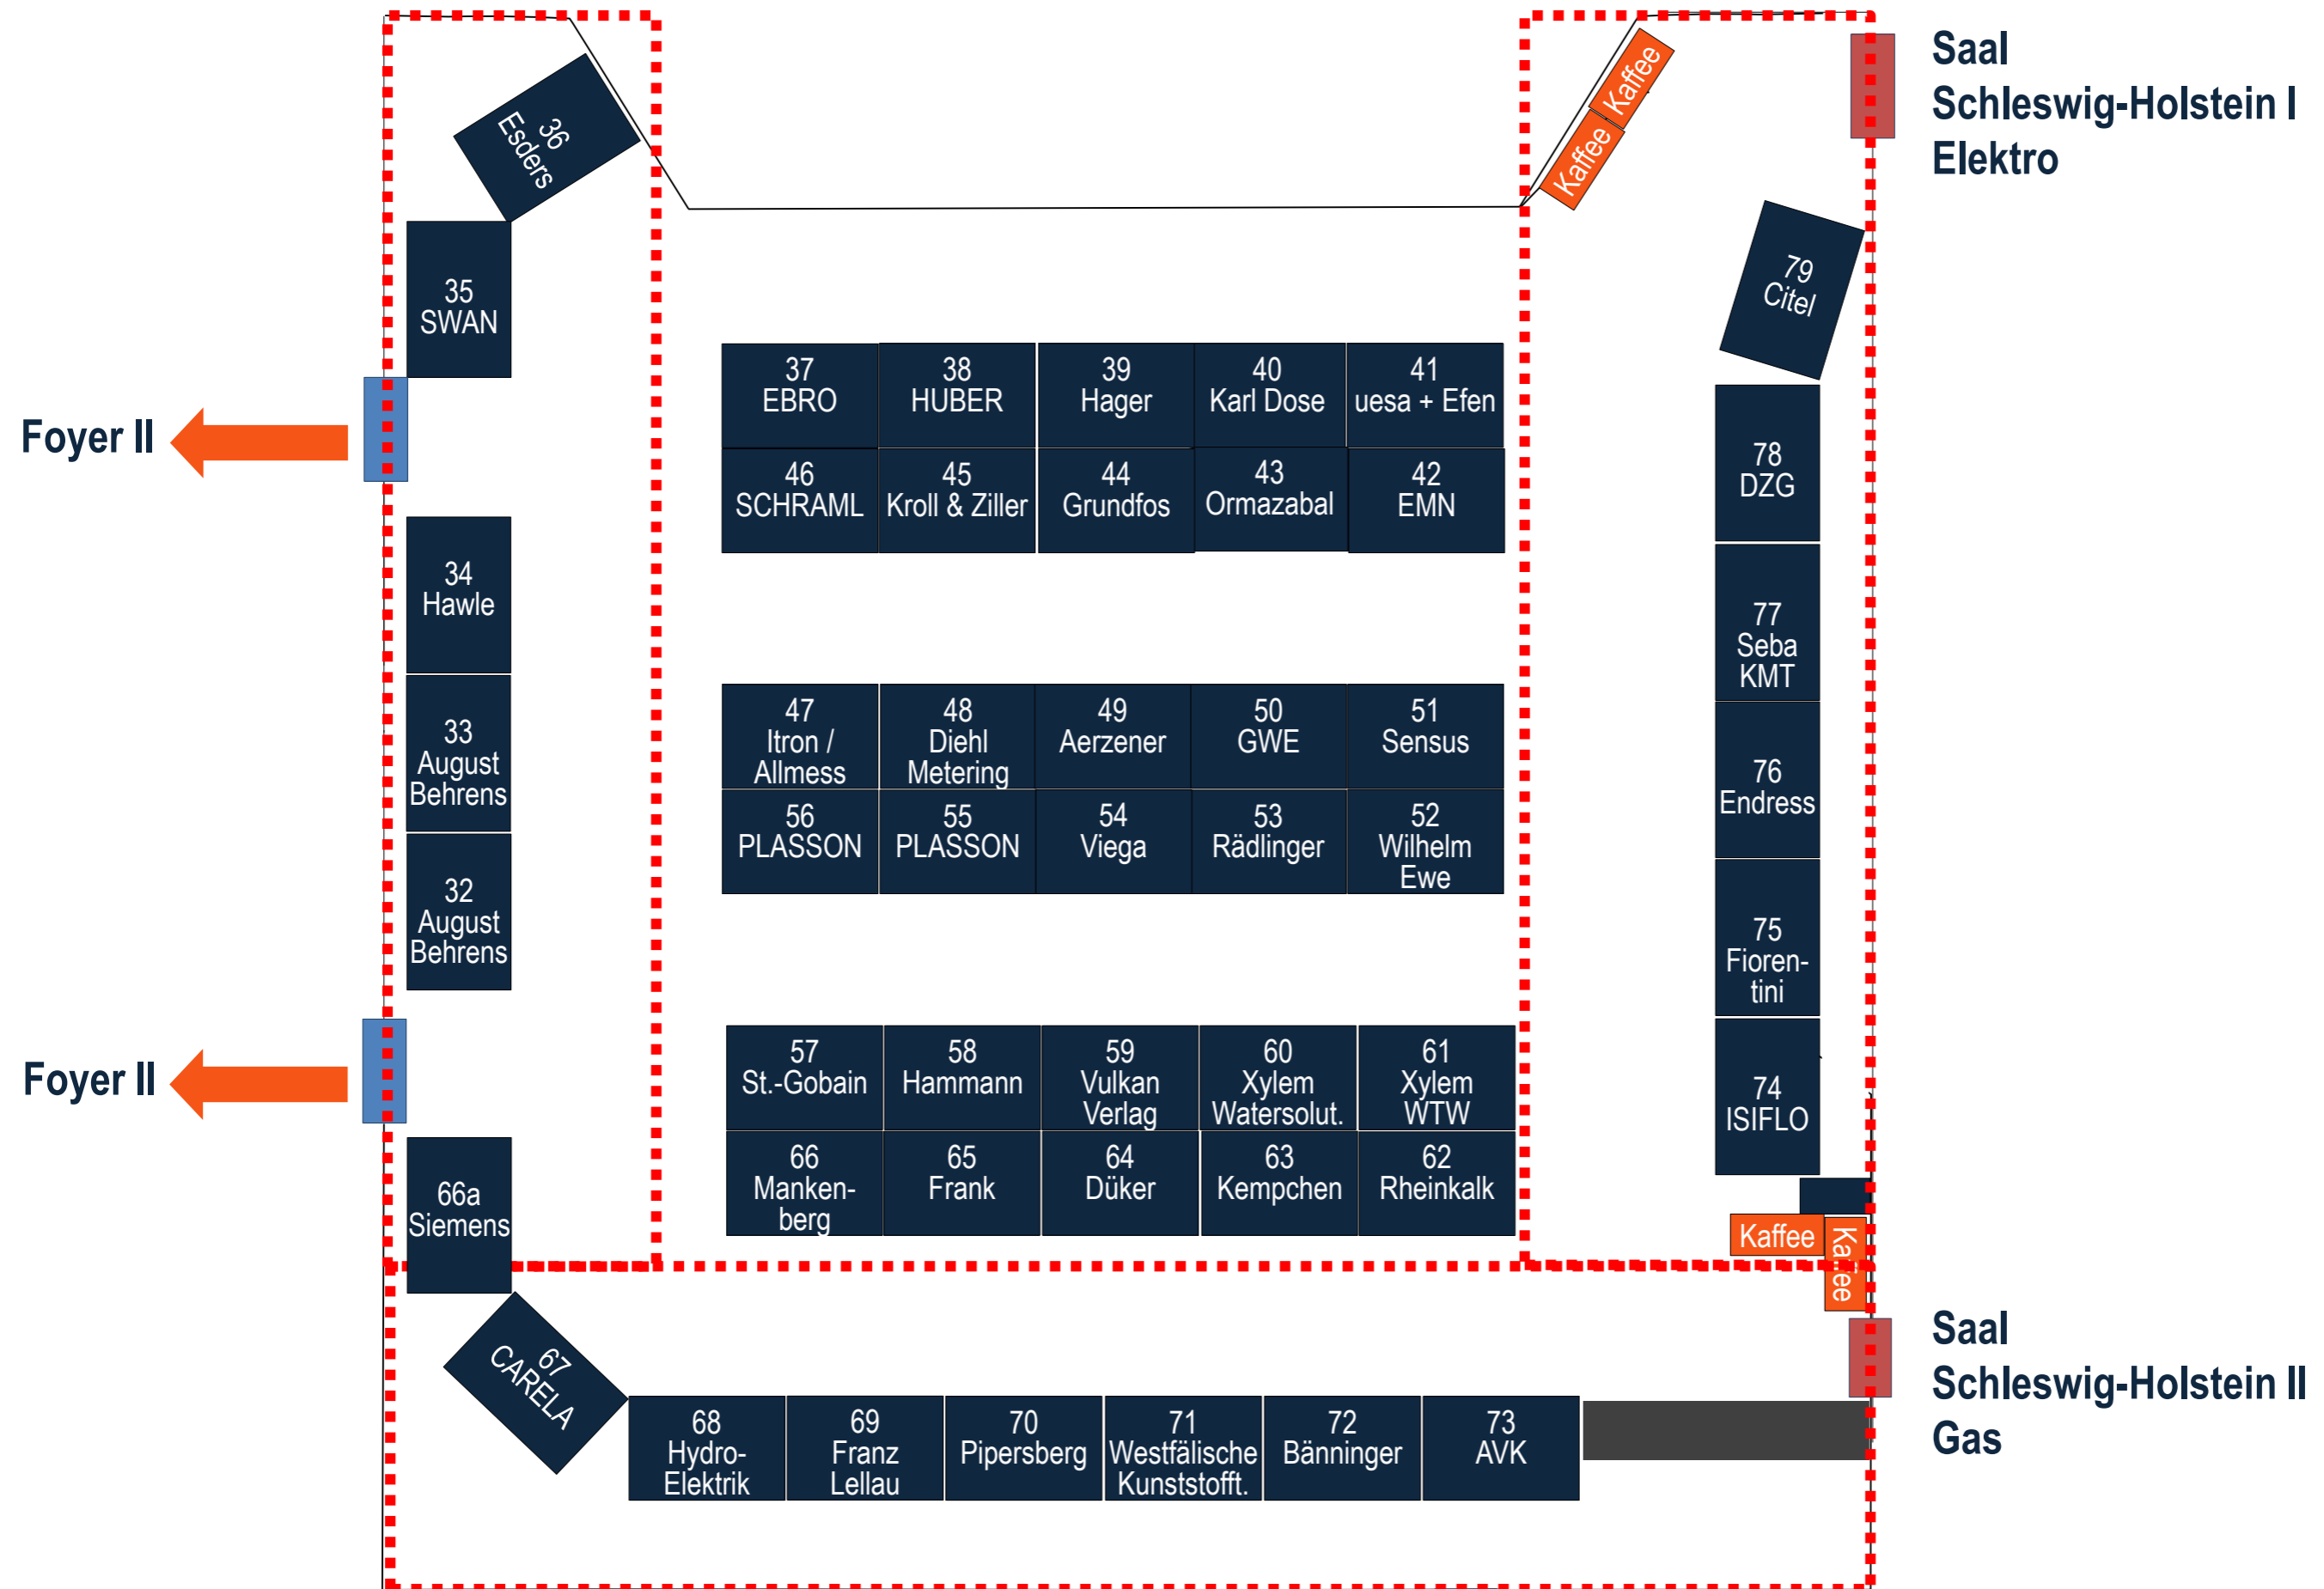 Saal
Schleswig-Holstein I
Elektro
Kaffee
Kaffee
36
Esders
35
SWAN
79
Citel
Foyer II
37
EBRO
38
HUBER
39
Hager
40
Karl Dose
41
uesa + Efen
46
SCHRAML
45
Kroll & Ziller
44
Grundfos
43
Ormazabal
42
EMN
78
DZG
34
Hawle
77
Seba
KMT
33
August
Behrens
47
Itron /
Allmess
48
Diehl
Metering
49
Aerzener
50
GWE
51
Sensus
76
Endress
56
PLASSON
55
PLASSON
54
Viega
53
Rädlinger
52
Wilhelm
Ewe
32
August
Behrens
75
Fioren-
tini
Foyer II
57
St.-Gobain
58
Hammann
59
Vulkan
Verlag
60
Xylem
Watersolut.
61
Xylem
WTW
74
ISIFLO
66
Manken-
berg
65
Frank
64
Düker
63
Kempchen
62
Rheinkalk
66a
Siemens
Kaffee
Kaffee
67
CARELA
Saal
Schleswig-Holstein II
Gas
68
Hydro-
Elektrik
69
Franz
Lellau
70
Pipersberg
71
Westfälische
Kunststofft.
72
Bänninger
73
AVK